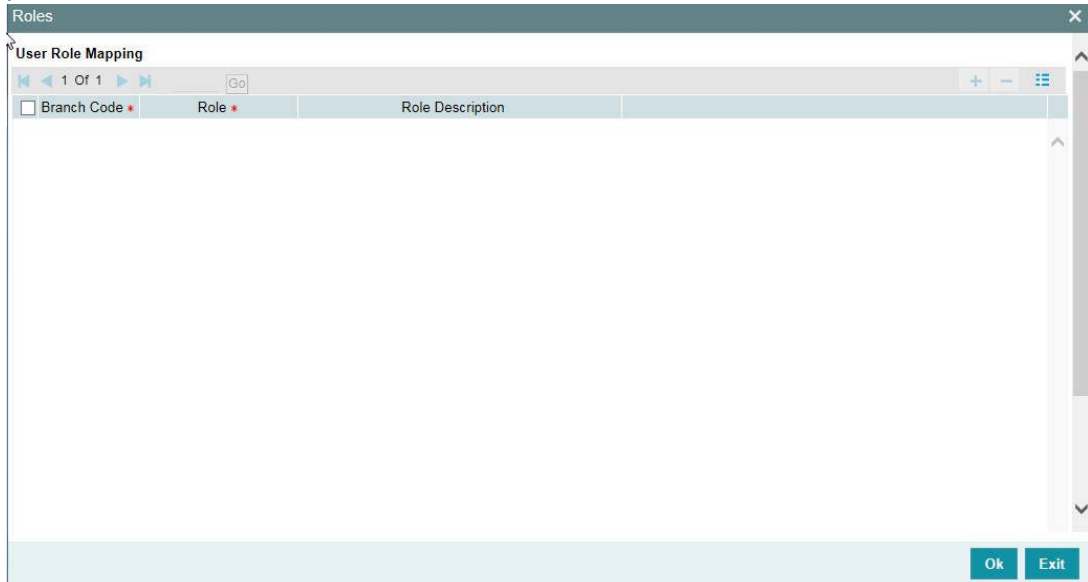 Roles
User Role Mapping
1 Of 1 Go
Branch Code * Role * Role Description
Ok Exit